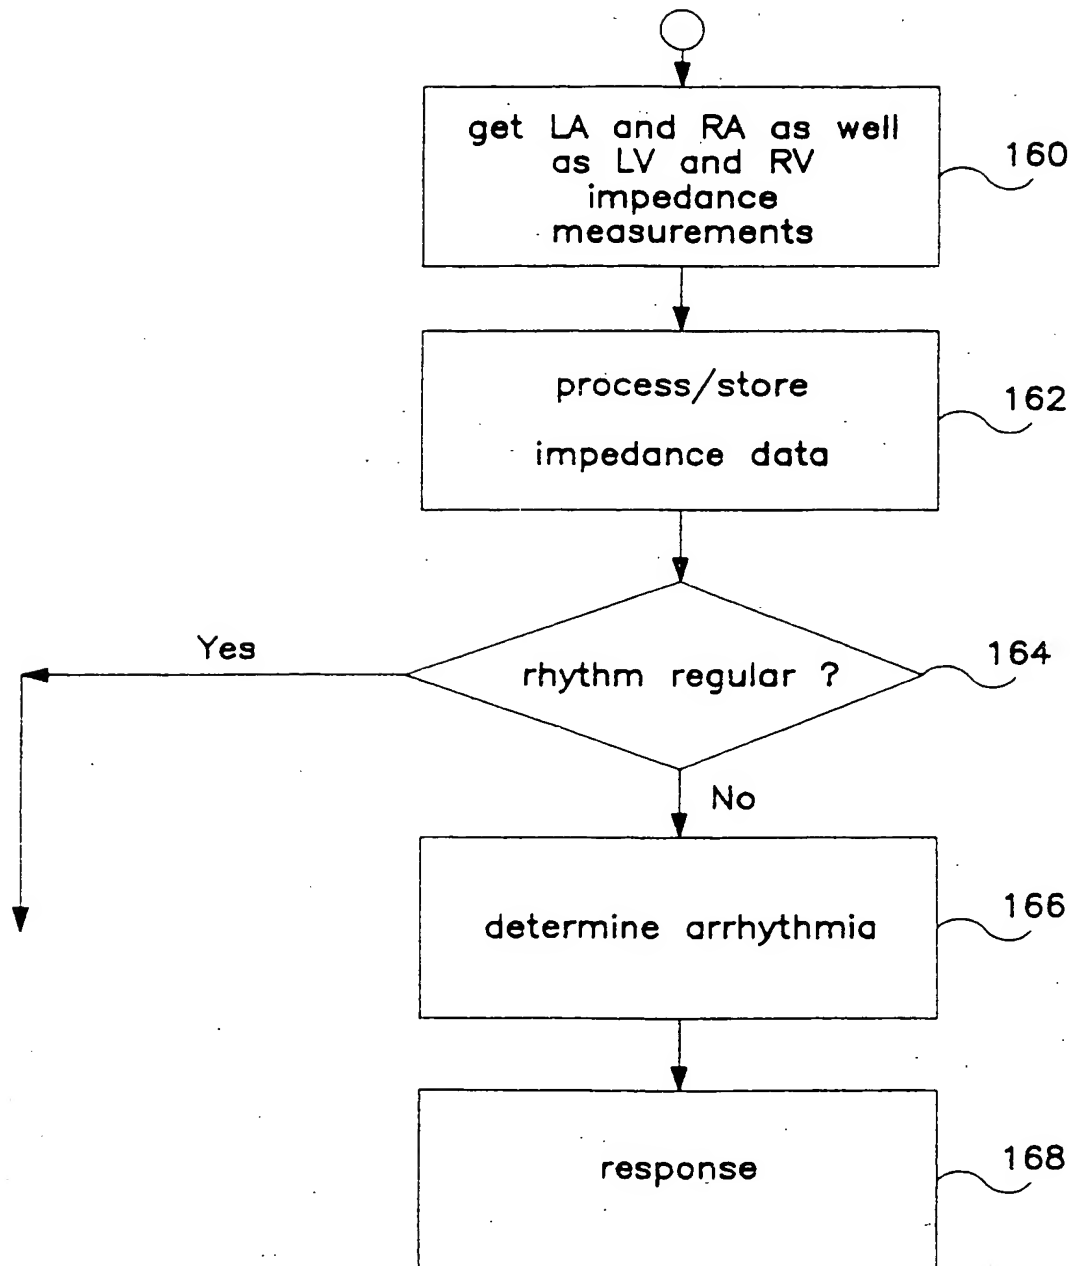 get LA and RA as well
as LV and RV
impedance
measurements
160
process/store
impedance data
162
Yes
rhythm regular ?
164
No
determine arrhythmia
166
response
168